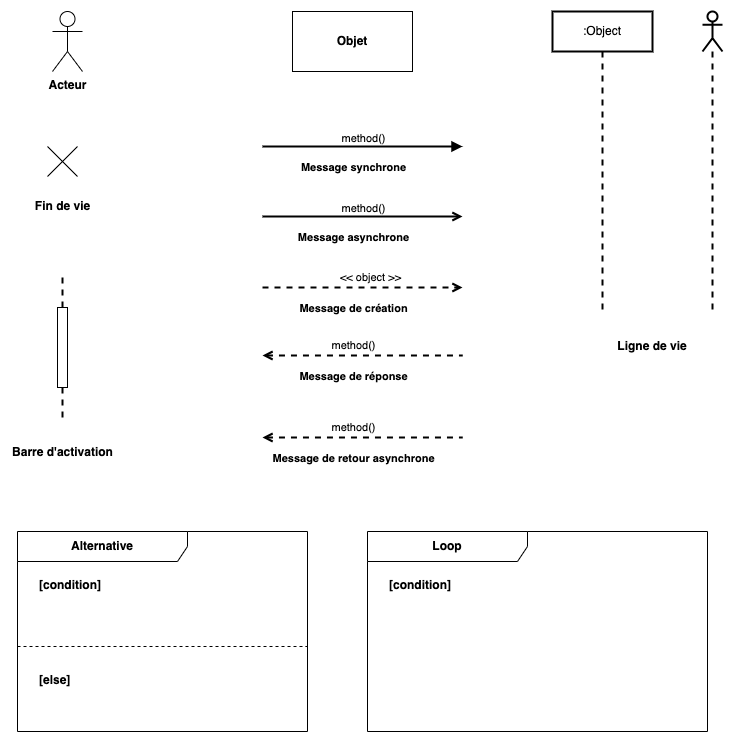 Objet
:Object
Acteur
method()
Message synchrone
Fin de vie
method()
Message asynchrone
<< object >>
Message de création
method()
Ligne de vie
Message de réponse
method()
Barre d'activation
Message de retour asynchrone
Alternative
[condition]
[else]
Loop
[condition]